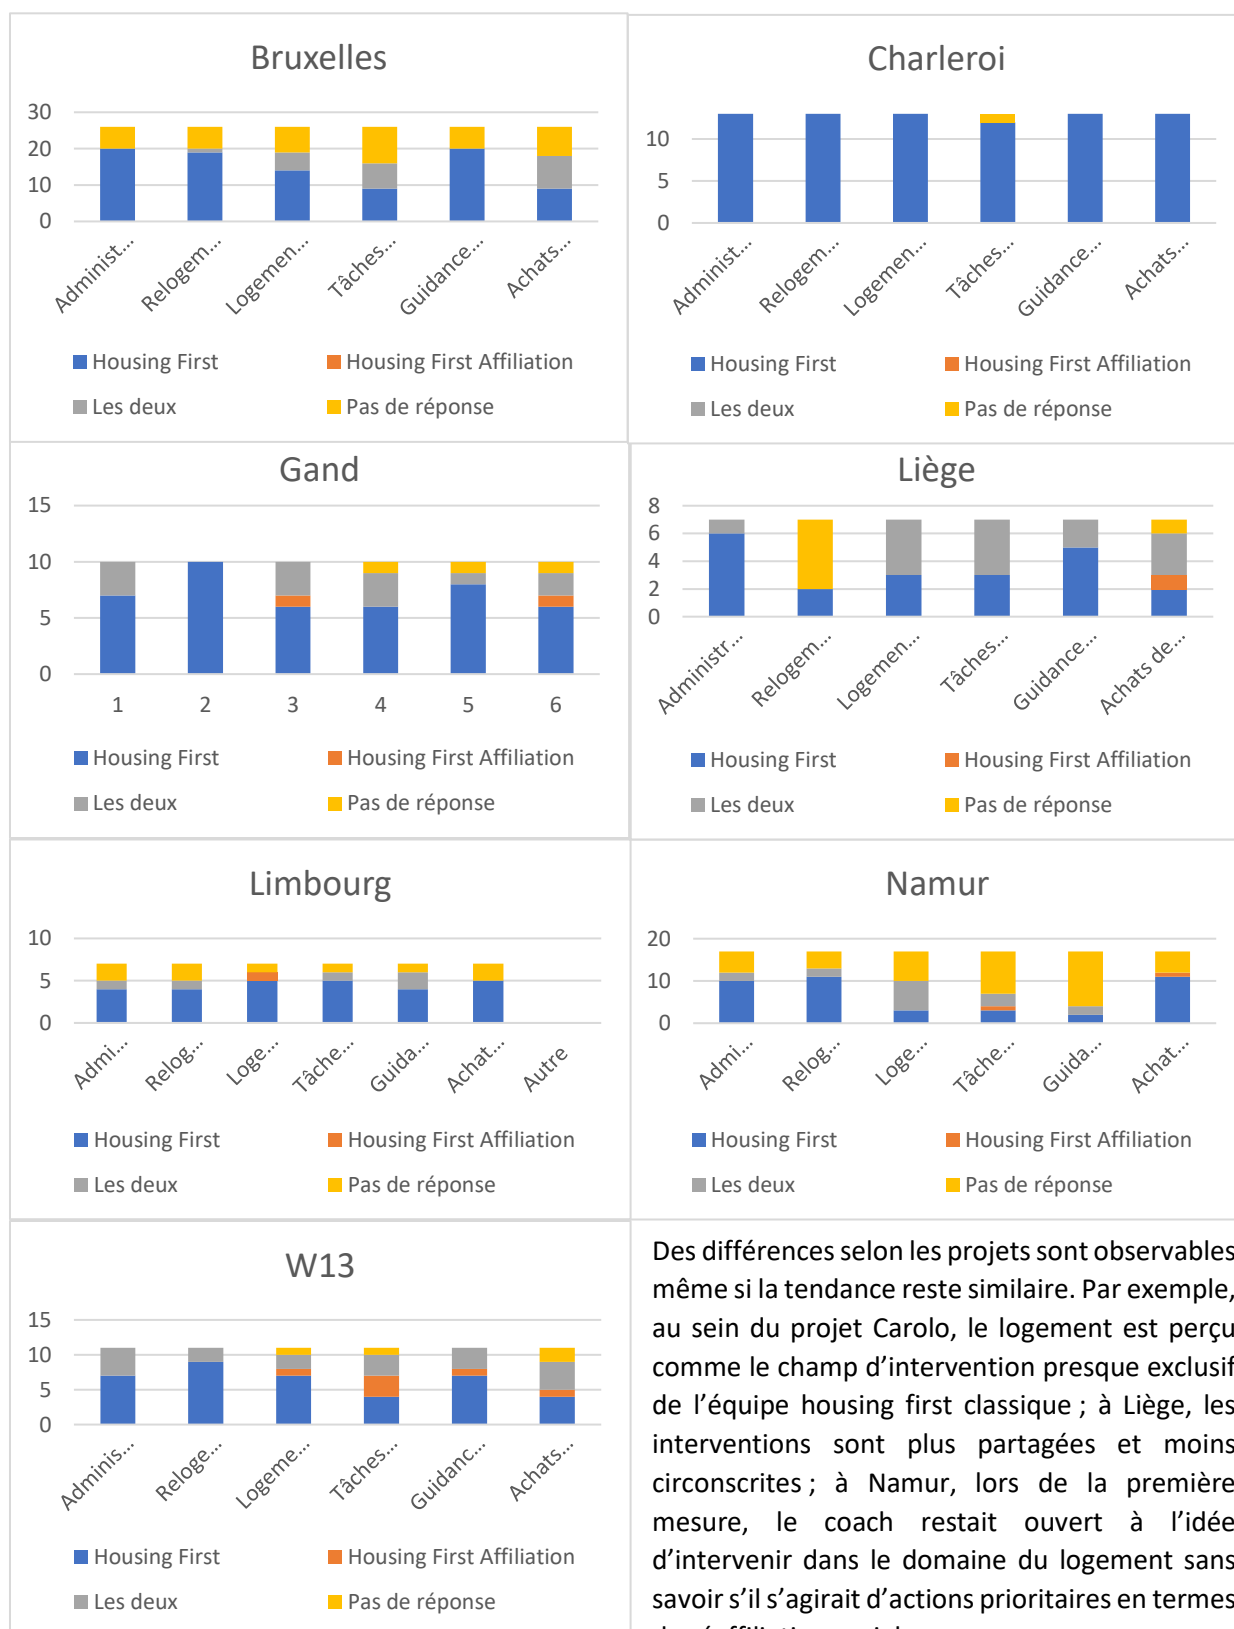 Bruxelles
30
20
10
0
Administ...
Relogem...
Logemen...
Tâches...
Guidance...
Achats...
Housing First
Housing First Affiliation
Les deux
Pas de réponse
Charleroi
10
5
0
Administ...
Relogem...
Logemen...
Tâches...
Guidance...
Achats...
Housing First
Housing First Affiliation
Les deux
Pas de réponse
Gand
15
10
5
0
1 2 3 4 5 6
Housing First
Housing First Affiliation
Les deux
Pas de réponse
Liège
8
6
4
2
0
Administr...
Relogem...
Logemen...
Tâches...
Guidance...
Achats de...
Housing First
Housing First Affiliation
Les deux
Pas de réponse
Limbourg
10
5
0
Admi...
Relog...
Loge...
Tâche...
Guida...
Achat...
Autre
Housing First
Housing First Affiliation
Les deux
Pas de réponse
Namur
20
10
0
Admi...
Relog...
Loge...
Tâche...
Guida...
Achat...
Housing First
Housing First Affiliation
Les deux
Pas de réponse
W13
15
10
5
0
Adminis...
Reloge...
Logeme...
Tâches...
Guidanc...
Achats...
Housing First
Housing First Affiliation
Les deux
Pas de réponse
Des différences selon les projets sont observables
même si la tendance reste similaire. Par exemple,
au sein du projet Carolo, le logement est perçu
comme le champ d'intervention presque exclusif
de l'équipe housing first classique ; à Liège, les
interventions sont plus partagées et moins
circonscrites ; à Namur, lors de la première
mesure, le coach restait ouvert à l'idée
d'intervenir dans le domaine du logement sans
savoir s'il s'agirait d'actions prioritaires en termes